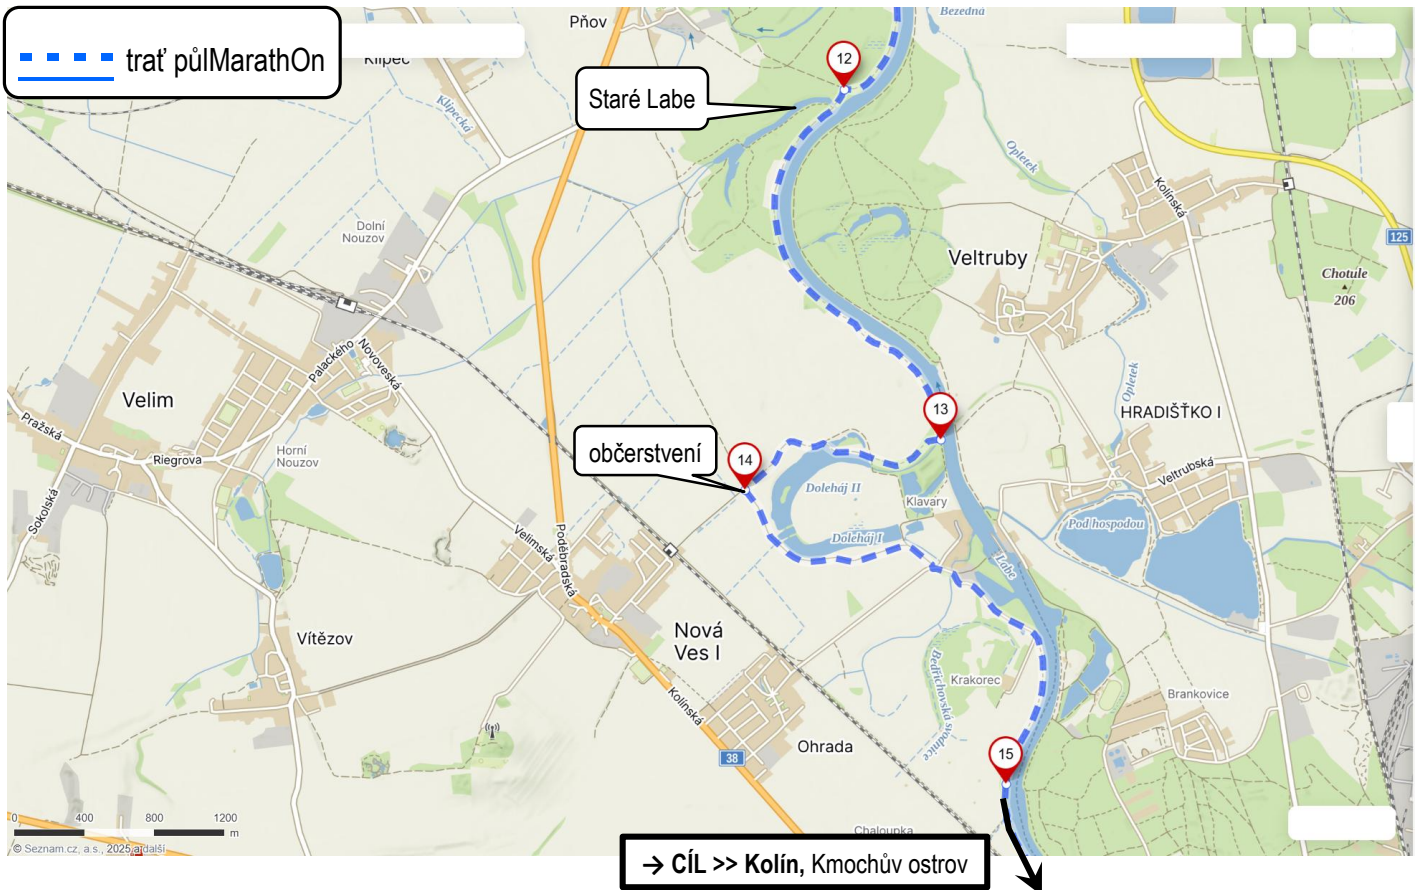 trať půlMarathOn
Pňov
Bezedná
Klipec
12
Staré Labe
Klipecká
Opletek
Kolínská
Dolní
Nouzov
125
Veltruby
Chotule
206
Palackého
Novoveská
Velim
Opletek
HRADIŠŤKO I
13
Pražská
Riegrova
Horní
Nouzov
občerstvení
14
Doleháj II
Klavary
Veltrubská
Sokolská
Velimská
Poděbradská
Doleháj I
Pod hospodou
Labe
Vítězov
Nová
Ves I
Bedřichovská svodnice
Krakorec
Brankovice
Kolínská
38
Ohrada
15
0 400 800 1200
m
Chaloupka
© Seznam.cz, a.s., 2025 a další
→ CÍL >> Kolín, Kmochův ostrov